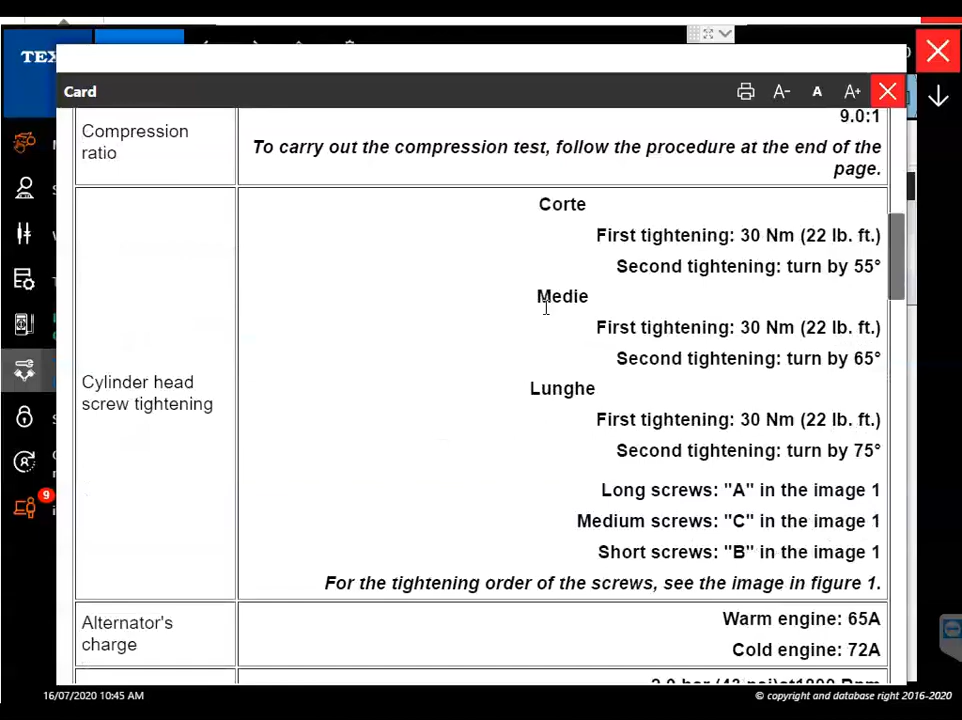 TEX
Card
A-
A
A+
Compression
ratio
9.0:1
To carry out the compression test, follow the procedure at the end of the
page.
Cylinder head
screw tightening
Corte
First tightening: 30 Nm (22 lb. ft.)
Second tightening: turn by 55°
Medie
First tightening: 30 Nm (22 lb. ft.)
Second tightening: turn by 65°
Lunghe
First tightening: 30 Nm (22 lb. ft.)
Second tightening: turn by 75°
Long screws: "A" in the image 1
Medium screws: "C" in the image 1
Short screws: "B" in the image 1
For the tightening order of the screws, see the image in figure 1.
Alternator's
charge
Warm engine: 65A
Cold engine: 72A
9
16/07/2020 10:45 AM
© copyright and database right 2016-2020